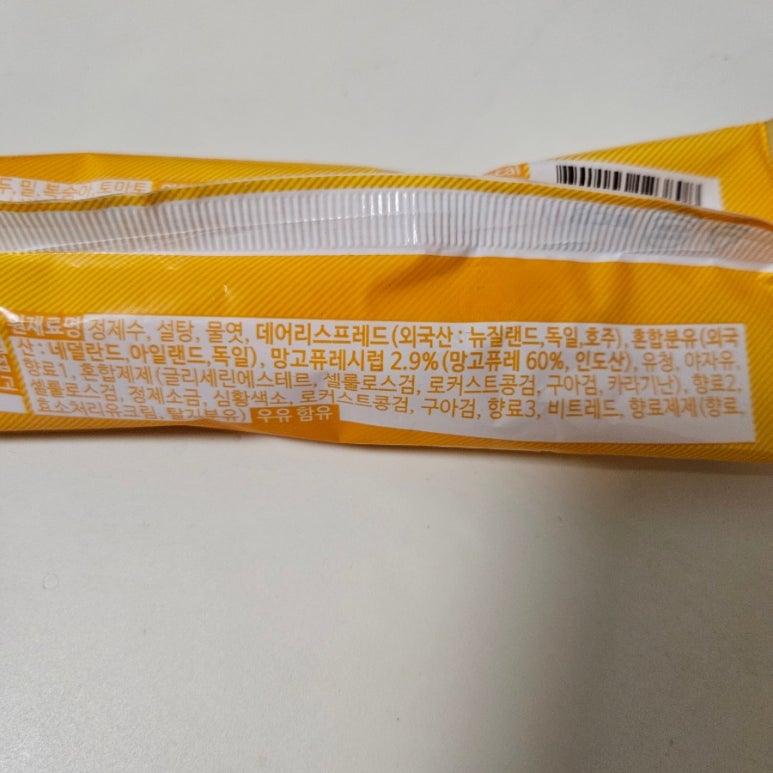 밀, 복숭아, 토마토
원재료명 정제수, 설탕, 물엿, 데어리스프레드(외국산 : 뉴질랜드,독일,호주), 혼합분유(외국
산 : 네덜란드,아일랜드,독일), 망고퓨레시럽 2.9%(망고퓨레 60%, 인도산), 유청, 야자유,
향료1, 혼합제제(글리세린에스테르, 셀룰로스검, 로커스트콩검, 구아검, 카라기난), 향료2,
셀룰로스검, 정제소금, 심황색소, 로커스트콩검, 구아검, 향료3, 비트레드, 향료제제(향료,
효소처리유크림, 탈지분유) 우유 함유